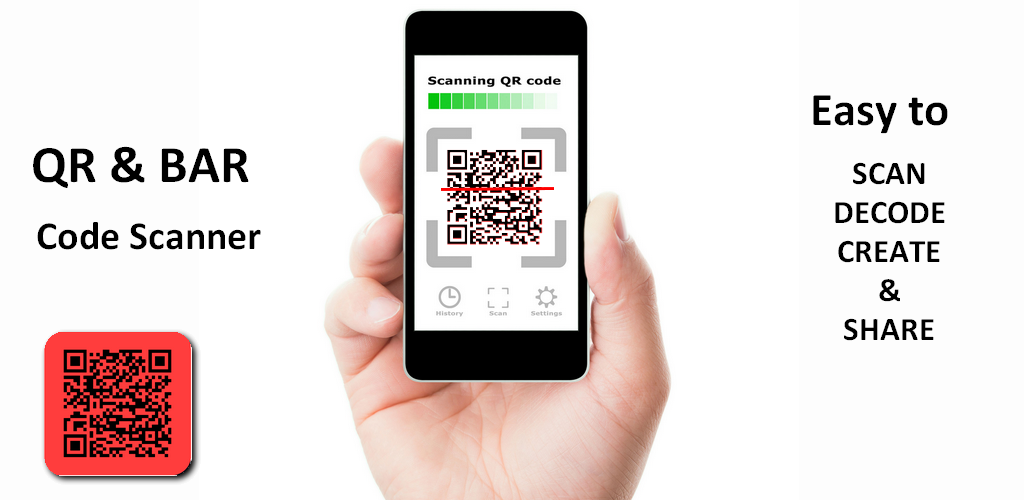 QR & BAR
Code Scanner
Scanning QR code
History
Scan
Settings
Easy to
SCAN
DECODE
CREATE
&
SHARE